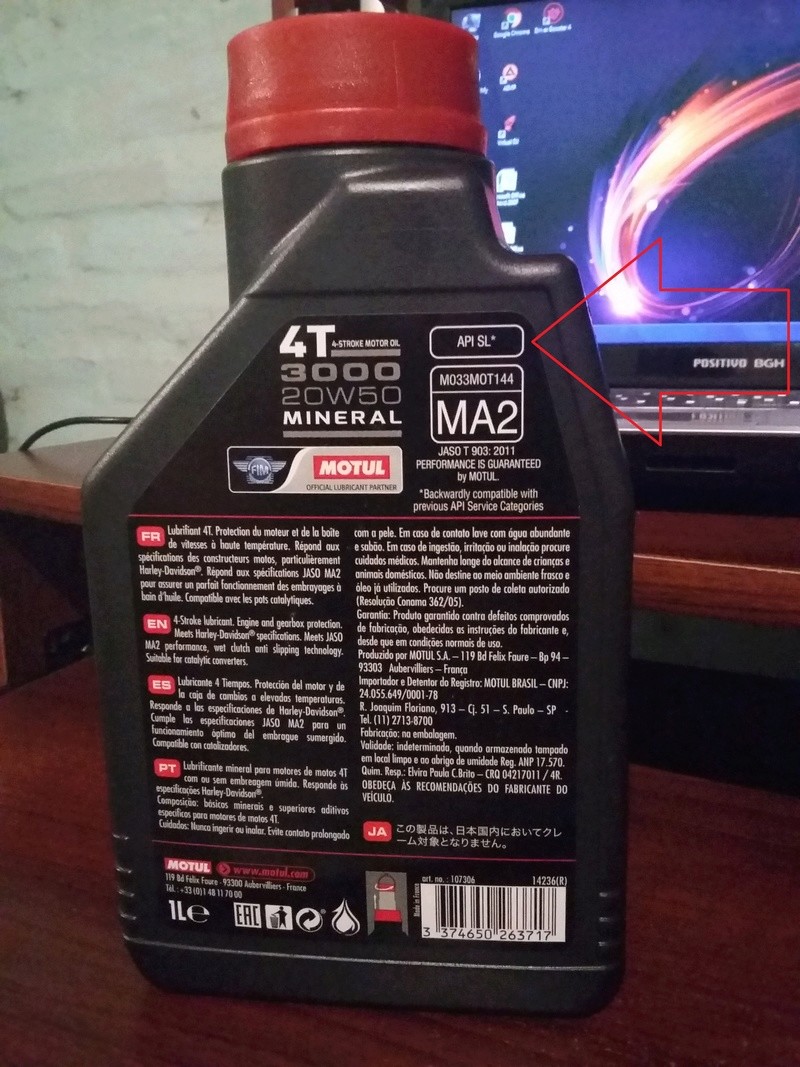 Google Chrome
4T 4-STROKE MOTOR OIL
3000
20W50
MINERAL
FIM
MOTUL
OFFICIAL LUBRICANT PARTNER
API SL*
M033MOT144
MA2
JASO T 903: 2011
PERFORMANCE IS GUARANTEED
by MOTUL.
*Backwardly compatible with
previous API Service Categories
POSITIVO BGH
FR Lubrifiant 4T. Protection du moteur et de la boîte
de vitesses à haute température. Répond aux
spécifications des constructeurs motos, particulièrement
Harley-Davidson®. Répond aux spécifications JASO MA2
pour assurer un parfait fonctionnement des embrayages à
bain d'huile. Compatible avec les pots catalytiques.
EN 4-Stroke lubricant. Engine and gearbox protection.
Meets Harley-Davidson® specifications. Meets JASO
MA2 performance, wet clutch anti slipping technology.
Suitable for catalytic converters.
ES Lubricante 4 Tiempos. Protección del motor y de
la caja de cambios a elevadas temperaturas.
Responde a las especificaciones de Harley-Davidson®.
Cumple las especificaciones JASO MA2 para un
funcionamiento óptimo del embrague sumergido.
Compatible con catalizadores.
PT Lubrificante mineral para motores de motos 4T
com ou sem embreagem úmida. Responde às
especificações Harley-Davidson®.
Composição: básicos minerais e superiores aditivos
específicos para motores de motos 4T.
Cuidados: Nunca ingerir ou inalar. Evite contato prolongado
com a pele. Em caso de contato lave com água abundante
e sabão. Em caso de ingestão, irritação ou inalação procure
cuidados médicos. Mantenha longe do alcance de crianças e
animais domésticos. Não destine ao meio ambiente frasco e
óleo já utilizados. Procure um posto de coleta autorizado
(Resolução Conama 362/05).
Garantia: Produto garantido contra defeitos comprovados
de fabricação, obedecidas as instruções do fabricante e,
desde que em condições normais de uso.
Produzido por MOTUL S.A. – 119 Bd Felix Faure – Bp 94 –
93303 Aubervilliers – França
Importador e Detentor do Registro: MOTUL BRASIL – CNPJ:
24.055.649/0001-78
R. Joaquim Floriano, 913 – Cj. 51 – S. Paulo – SP -
Tel. (11) 2713-8700
Fabricação: na embalagem.
Validade: indeterminada, quando armazenado tampado
em local limpo e ao abrigo de umidade Reg. ANP 17.570.
Quim. Resp.: Elvira Paula C.Brito – CRQ 04217011 / 4R.
OBEDEÇA ÀS RECOMENDAÇÕES DO FABRICANTE DO
VEÍCULO.
JA この製品は、日本国内においてクレ
ーム対象となりません。
MOTUL www.motul.com
119 Bd Felix Faure - 93300 Aubervilliers - France
Tél. : +33 (0)1 48 11 70 00
1L e
EAC
Made in France
art. no. : 107306 14236(R)
3 374650 263717